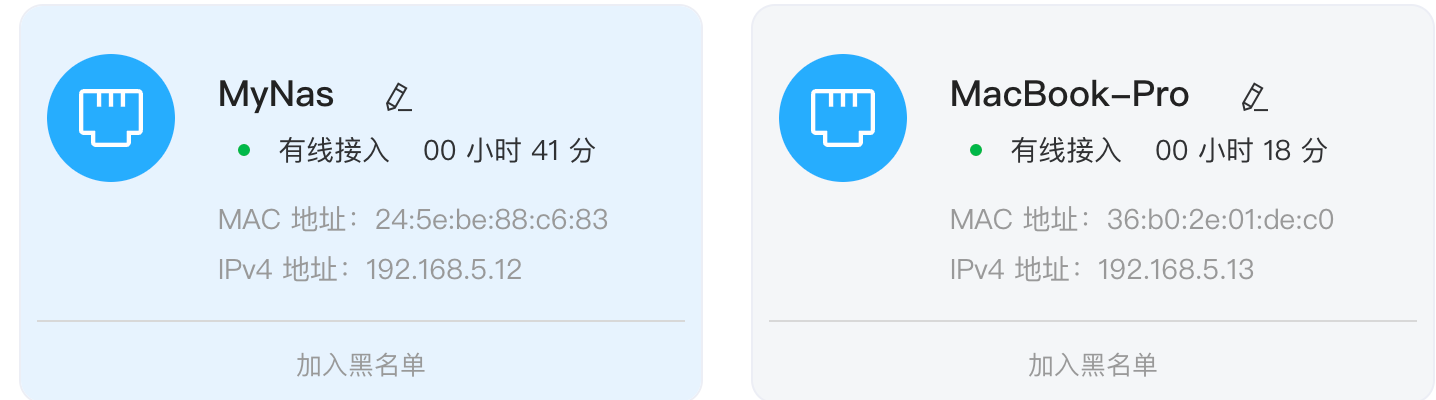 MyNas
有线接入 00 小时 41 分
MAC 地址：24:5e:be:88:c6:83
IPv4 地址：192.168.5.12
加入黑名单
MacBook-Pro
有线接入 00 小时 18 分
MAC 地址：36:b0:2e:01:de:c0
IPv4 地址：192.168.5.13
加入黑名单